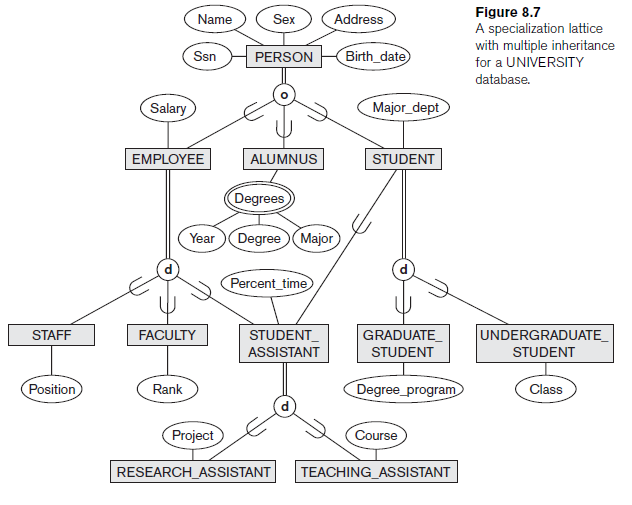 Figure 8.7
A specialization lattice
with multiple inheritance
for a UNIVERSITY
database.
Name
Sex
Address
Ssn
PERSON
Birth_date
o
Salary
Major_dept
EMPLOYEE
ALUMNUS
STUDENT
Degrees
Year
Degree
Major
d
d
Percent_time
STAFF
FACULTY
STUDENT_
ASSISTANT
GRADUATE_
STUDENT
UNDERGRADUATE_
STUDENT
Position
Rank
Degree_program
Class
d
Project
Course
RESEARCH_ASSISTANT
TEACHING_ASSISTANT